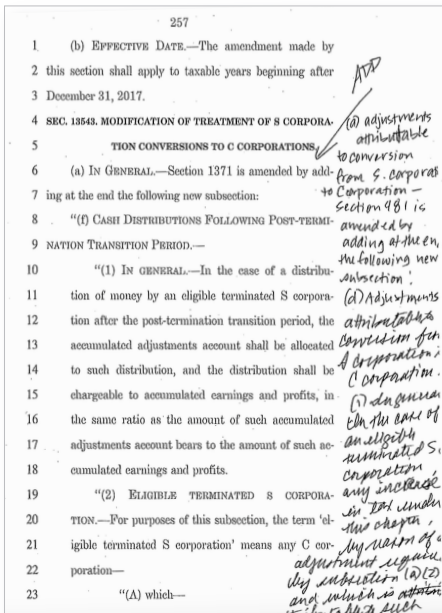 257
1 (b) EFFECTIVE DATE.—The amendment made by
2 this section shall apply to taxable years beginning after
3 December 31, 2017.
4 SEC. 13543. MODIFICATION OF TREATMENT OF S CORPORA-
5 TION CONVERSIONS TO C CORPORATIONS.
6 (a) IN GENERAL.—Section 1371 is amended by add-
7 ing at the end the following new subsection:
8 "(f) CASH DISTRIBUTIONS FOLLOWING POST-TERMI-
9 NATION TRANSITION PERIOD.—
10 "(1) IN GENERAL.—In the case of a distribu-
11 tion of money by an eligible terminated S corpora-
12 tion after the post-termination transition period, the
13 accumulated adjustments account shall be allocated
14 to such distribution, and the distribution shall be
15 chargeable to accumulated earnings and profits, in
16 the same ratio as the amount of such accumulated
17 adjustments account bears to the amount of such ac-
18 cumulated earnings and profits.
19 "(2) ELIGIBLE TERMINATED S CORPORA-
20 TION.—For purposes of this subsection, the term 'el-
21 igible terminated S corporation' means any C cor-
22 poration—
23 "(A) which—
ADD
(a) adjustments
attributable
to conversion
from S. corporat
to Corporation —
section 481 is
amended by
adding at the en
the following new
subsection:
(d) Adjustments
attributable
conversion
corporation
C corporation.
(1) In general
the case of
an eligible
terminated S.
corporation,
any increase
in tax under
this chapter,
by reason of a
adjustment
by subsection (a)(2)
and which is
such